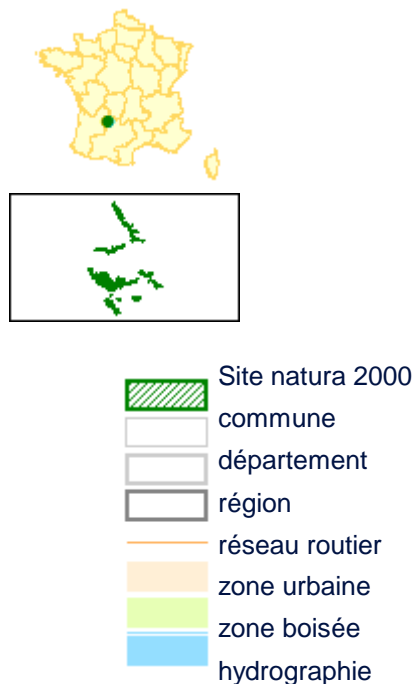 Site natura 2000
commune
département
région
réseau routier
zone urbaine
zone boisée
hydrographie